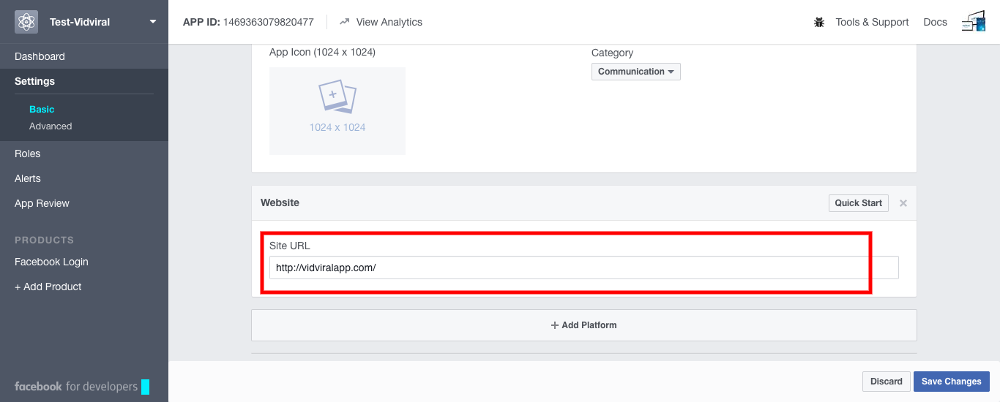 Test-Vidviral
APP ID: 1469363079820477
View Analytics
Tools & Support
Docs
Dashboard
Settings
Basic
Advanced
Roles
Alerts
App Review
PRODUCTS
Facebook Login
+ Add Product
facebook for developers
App Icon (1024 x 1024)
1024 x 1024
Category
Communication
Website
Quick Start
Site URL
http://vidviralapp.com/
+ Add Platform
Discard
Save Changes